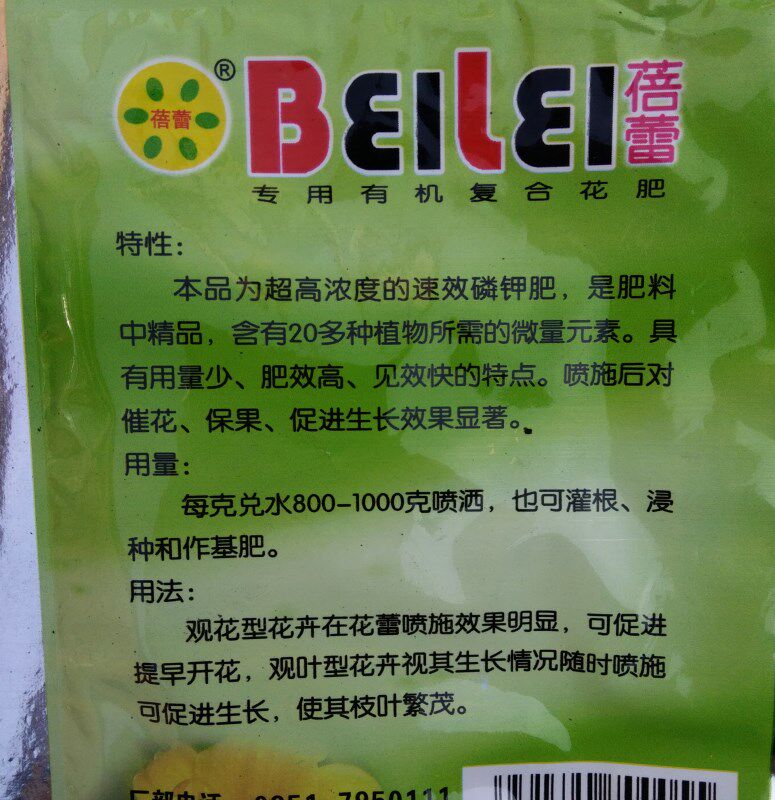 蓓蕾
®
BEILEI 蓓蕾
专用有机复合花肥
特性：
本品为超高浓度的速效磷钾肥，是肥料
中精品，含有20多种植物所需的微量元素。具
有用量少、肥效高、见效快的特点。喷施后对
催花、保果、促进生长效果显著。
用量：
每克兑水800-1000克喷洒，也可灌根、浸
种和作基肥。
用法：
观花型花卉在花蕾喷施效果明显，可促进
提早开花，观叶型花卉视其生长情况随时喷施
可促进生长，使其枝叶繁茂。